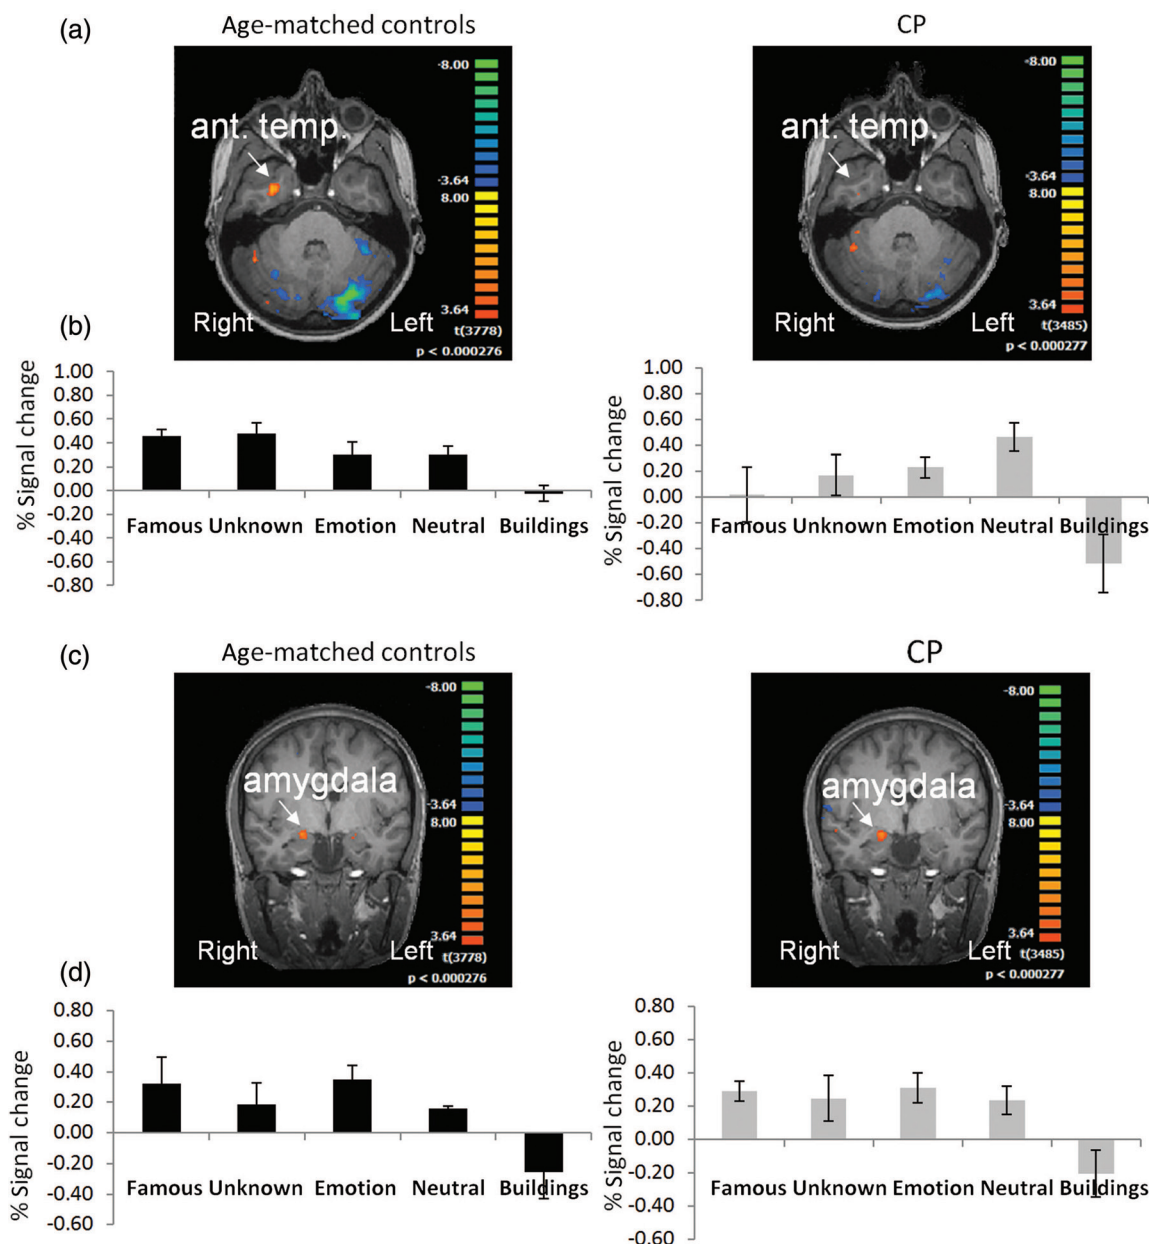 (a)
Age-matched controls
CP
-8.00
ant. temp.
-3.64
8.00
3.64
Right
Left
t(3778)
p < 0.000276
-8.00
ant. temp.
-3.64
8.00
3.64
Right
Left
t(3485)
p < 0.000277
(b)
% Signal change
1.00
0.80
0.60
0.40
0.20
0.00
-0.20
-0.40
-0.60
-0.80
Famous Unknown Emotion Neutral Buildings
% Signal change
1.00
0.80
0.60
0.40
0.20
0.00
-0.20
-0.40
-0.60
-0.80
Famous Unknown Emotion Neutral Buildings
(c)
Age-matched controls
CP
-8.00
amygdala
-3.64
8.00
3.64
Right
Left
t(3778)
p < 0.000276
-8.00
amygdala
-3.64
8.00
3.64
Right
Left
t(3485)
p < 0.000277
(d)
% Signal change
0.80
0.60
0.40
0.20
0.00
-0.20
-0.40
-0.60
Famous Unknown Emotion Neutral Buildings
% Signal change
0.80
0.60
0.40
0.20
0.00
-0.20
-0.40
-0.60
Famous Unknown Emotion Neutral Buildings